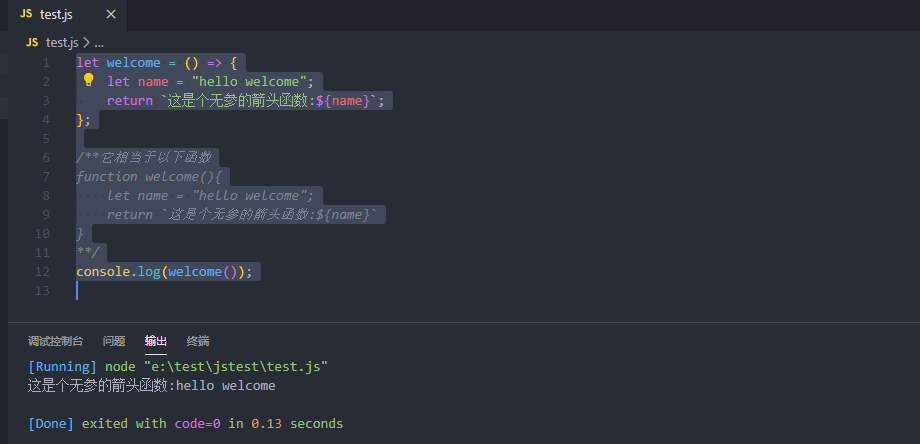 JS test.js ×
JS test.js > ...
1 let welcome = () => {
2 let name = "hello welcome";
3 return `这是个无参的箭头函数:${name}`;
4 };
5
6 /**它相当于以下函数
7 function welcome(){
8 let name = "hello welcome";
9 return `这是个无参的箭头函数:${name}`
10 }
11 **/
12 console.log(welcome());
13
调试控制台 问题 输出 终端
[Running] node "e:\test\jstest\test.js"
这是个无参的箭头函数:hello welcome
[Done] exited with code=0 in 0.13 seconds